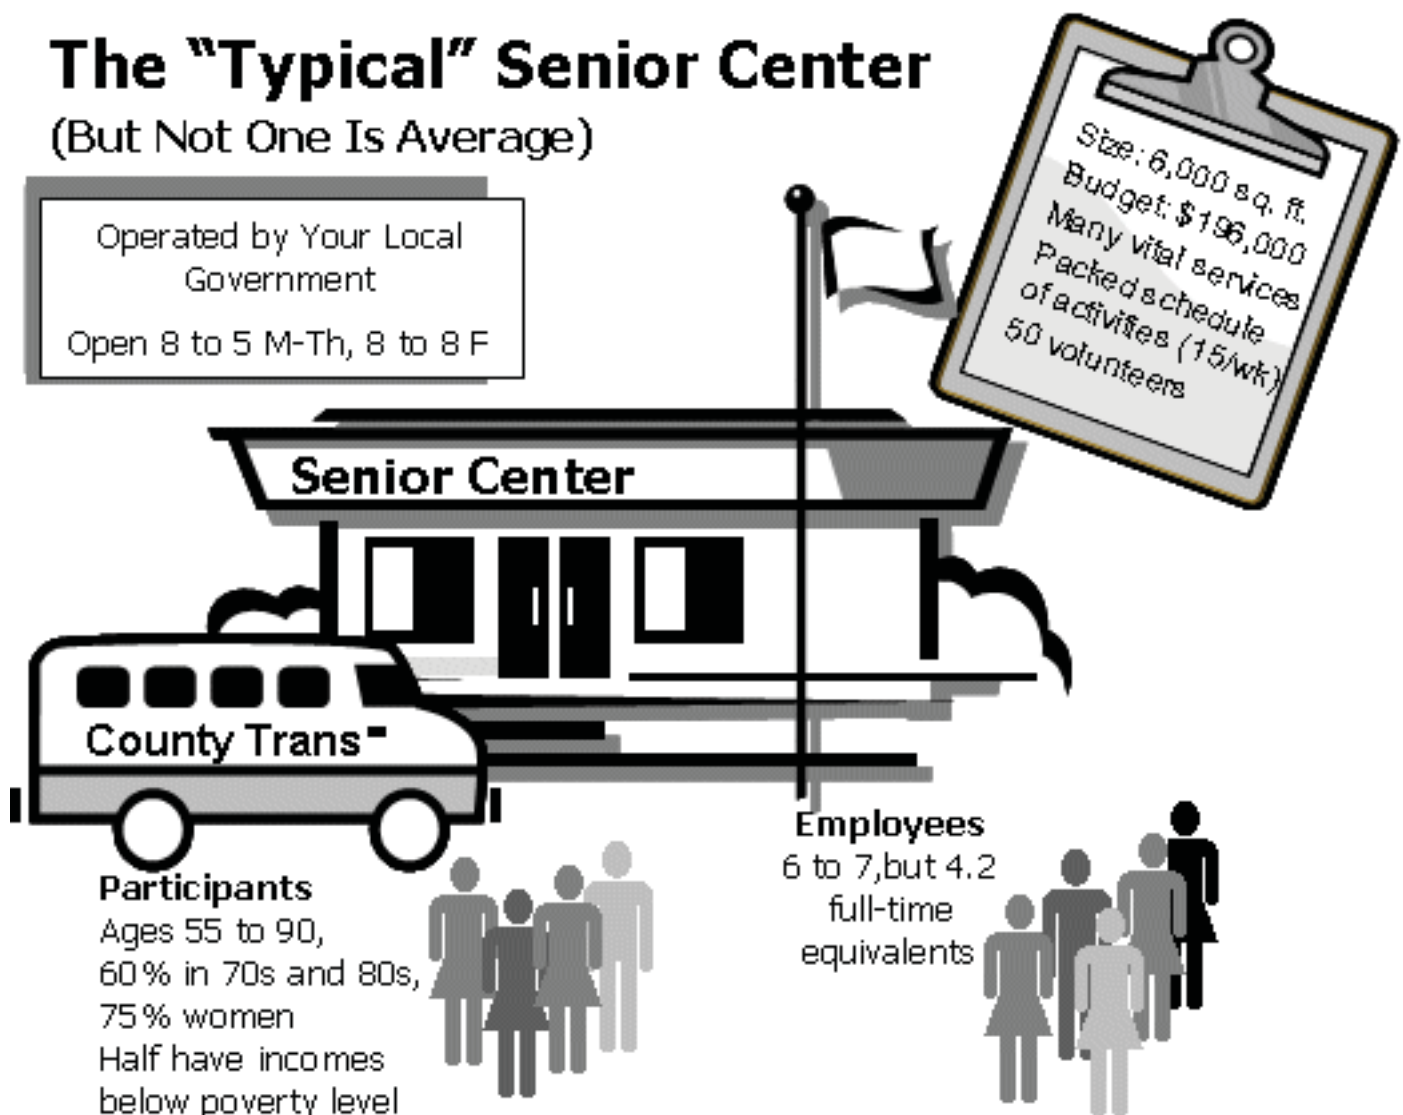 The “Typical” Senior Center
(But Not One Is Average)
Operated by Your Local
Government
Open 8 to 5 M-Th, 8 to 8 F
Size: 6,000 sq. ft.
Budget: $196,000
Many vital services
Packed schedule
of activities (15/wk)
50 volunteers
Senior Center
County Trans
Participants
Ages 55 to 90,
60% in 70s and 80s,
75% women
Half have incomes
below poverty level
Employees
6 to 7,but 4.2
full-time
equivalents